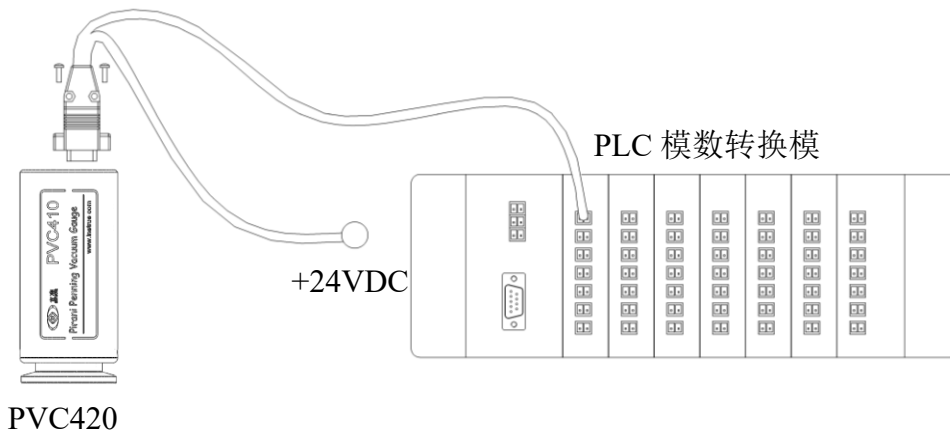 PLC 模数转换模
+24VDC
PVC410
Pirani Penning Vacuum Gauge
PVC420